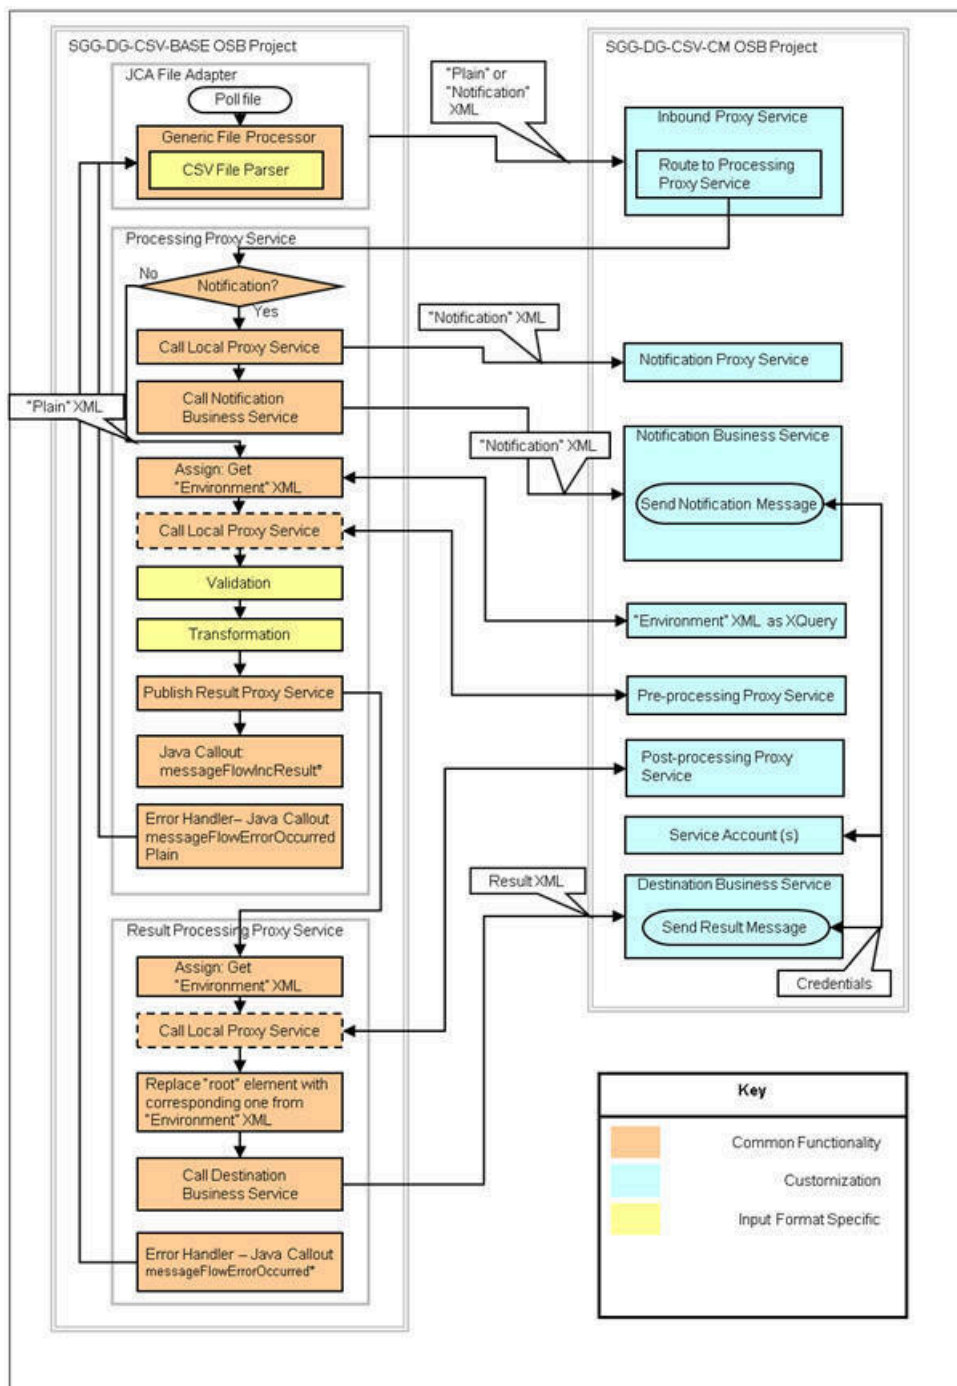 SGG-DG-CSV-BASE OSB Project
JCA File Adapter
Poll file
Generic File Processor
CSV File Parser
"Plain" or
"Notification"
XML
SGG-DG-CSV-CM OSB Project
Inbound Proxy Service
Route to Processing
Proxy Service
Processing Proxy Service
No
Notification?
Yes
Call Local Proxy Service
"Notification" XML
Notification Proxy Service
Call Notification
Business Service
"Plain" XML
"Notification" XML
Notification Business Service
Send Notification Message
Assign: Get
"Environment" XML
Call Local Proxy Service
Validation
Transformation
"Environment" XML as XQuery
Publish Result Proxy Service
Pre-processing Proxy Service
Java Callout:
messageFlowIncResult*
Post-processing Proxy
Service
Error Handler– Java Callout
messageFlowErrorOccurred
Plain
Service Account (s)
Result XML
Destination Business Service
Send Result Message
Credentials
Result Processing Proxy Service
Assign: Get
"Environment" XML
Call Local Proxy Service
Replace "root" element with
corresponding one from
"Environment" XML
Call Destination
Business Service
Error Handler – Java Callout
messageFlowErrorOccurred*
Key
Common Functionality
Customization
Input Format Specific